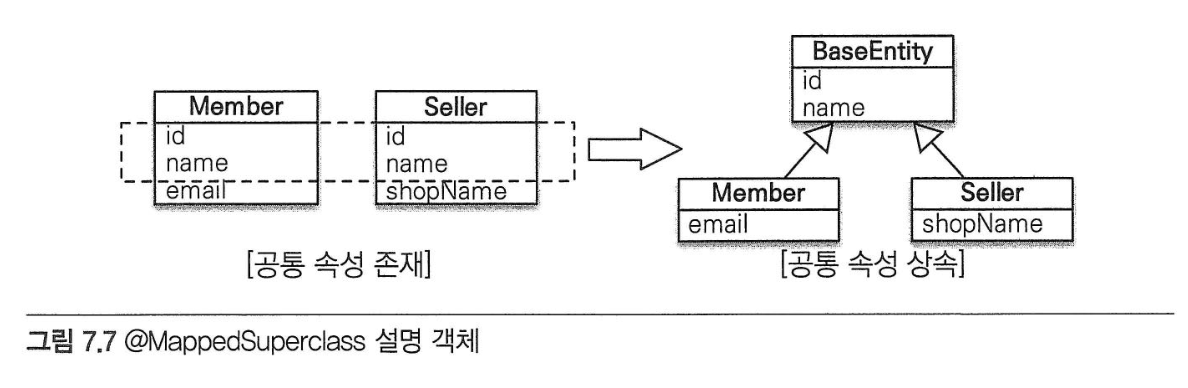 Member
id
name
email
Seller
id
name
shopName
[공통 속성 존재]
BaseEntity
id
name
Member
email
Seller
shopName
[공통 속성 상속]
그림 7.7 @MappedSuperclass 설명 객체